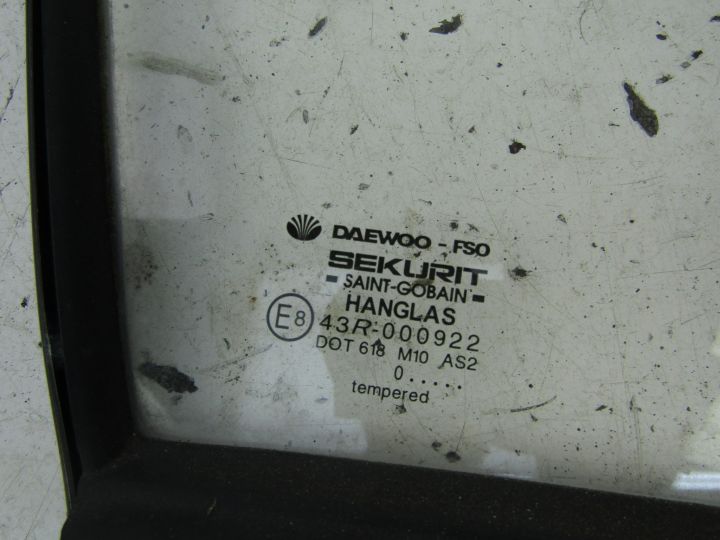 DAEWOO - FSO
SEKURIT
SAINT-GOBAIN
HANGLAS
E8 43R-000922
DOT 618 M10 AS2
0.....
tempered